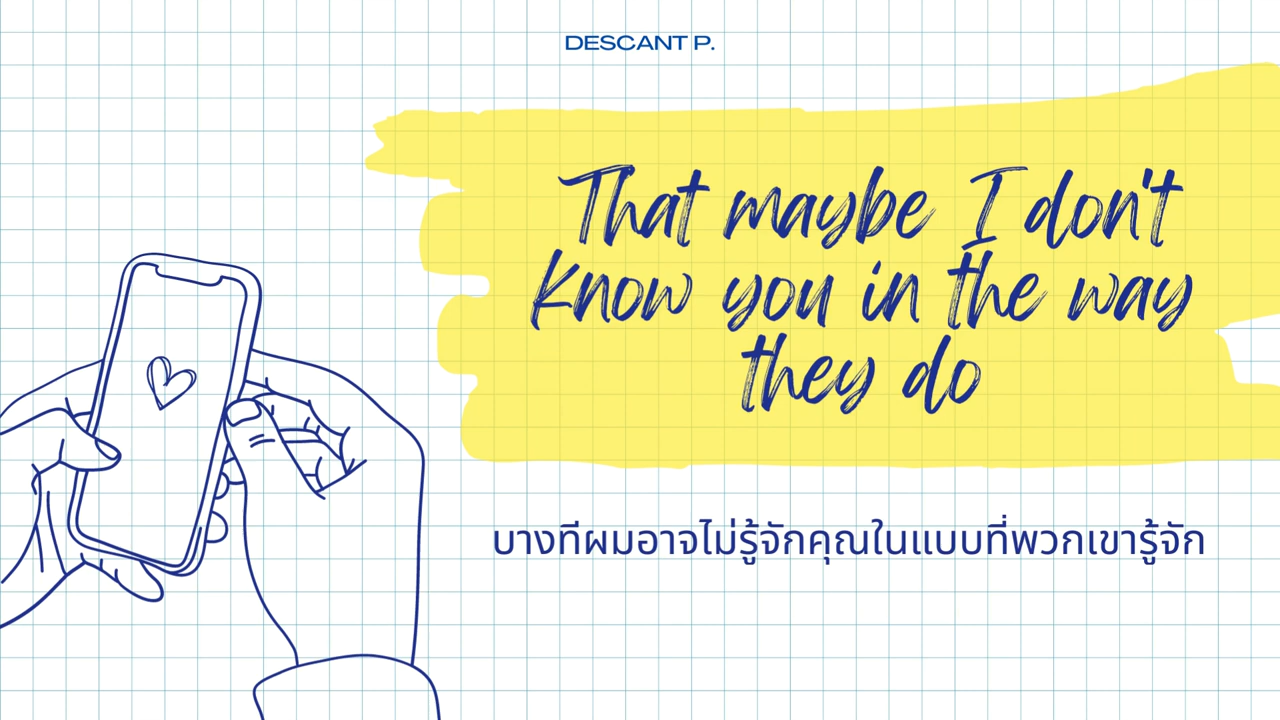 DESCANT P.
That maybe I don't
know you in the way
they do
บางทีผมอาจไม่รู้จักคุณในแบบที่พวกเขารู้จัก